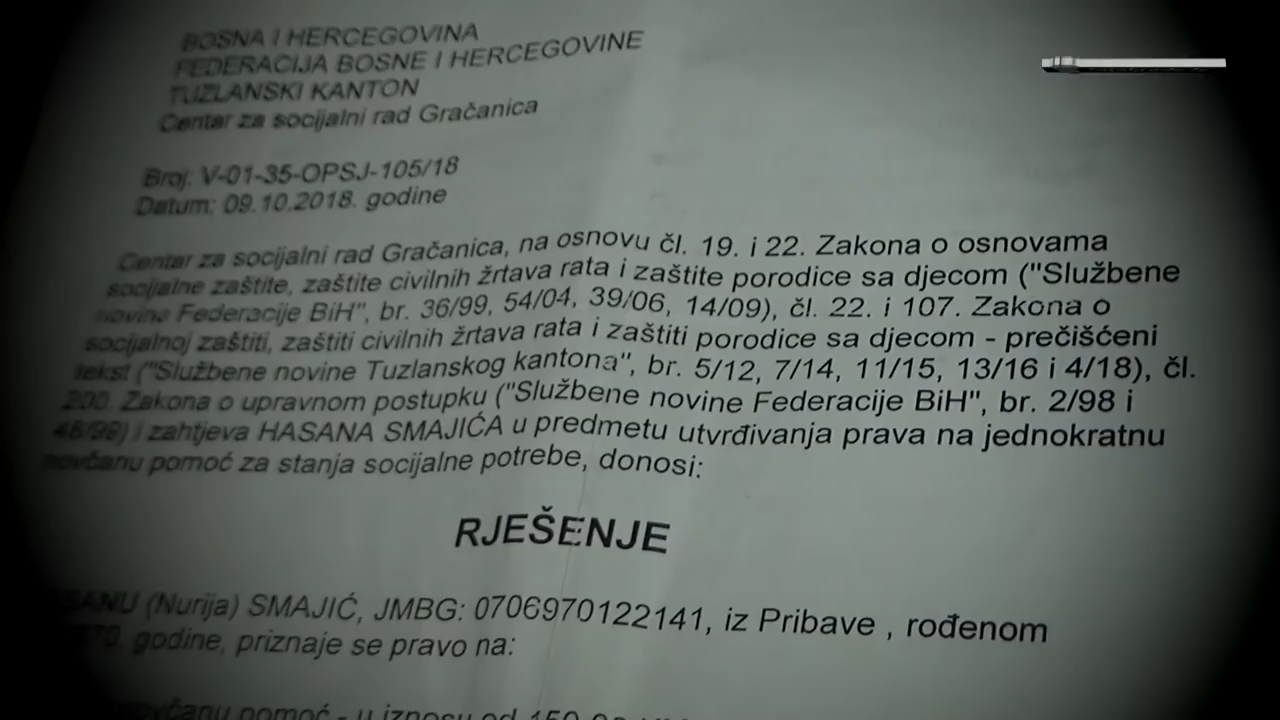 BOSNA I HERCEGOVINA
FEDERACIJA BOSNE I HERCEGOVINE
TUZLANSKI KANTON
Centar za socijalni rad Gračanica
Broj: V-01-35-OPSJ-105/18
Datum: 09.10.2018. godine
Centar za socijalni rad Gračanica, na osnovu čl. 19. i 22. Zakona o osnovama
socijalne zaštite, zaštite civilnih žrtava rata i zaštite porodice sa djecom ("Službene
novine Federacije BiH", br. 36/99, 54/04, 39/06, 14/09), čl. 22. i 107. Zakona o
socijalnoj zaštiti, zaštiti civilnih žrtava rata i zaštiti porodice sa djecom - prečišćeni
tekst ("Službene novine Tuzlanskog kantona", br. 5/12, 7/14, 11/15, 13/16 i 4/18), čl.
200. Zakona o upravnom postupku ("Službene novine Federacije BiH", br. 2/98 i
48/99) i zahtjeva HASANA SMAJIĆA u predmetu utvrđivanja prava na jednokratnu
novčanu pomoć za stanja socijalne potrebe, donosi:
RJEŠENJE
SANU (Nurija) SMAJIĆ, JMBG: 0706970122141, iz Pribave , rođenom
godine, priznaje se pravo na:
novčanu pomoć - u iznosu od 150